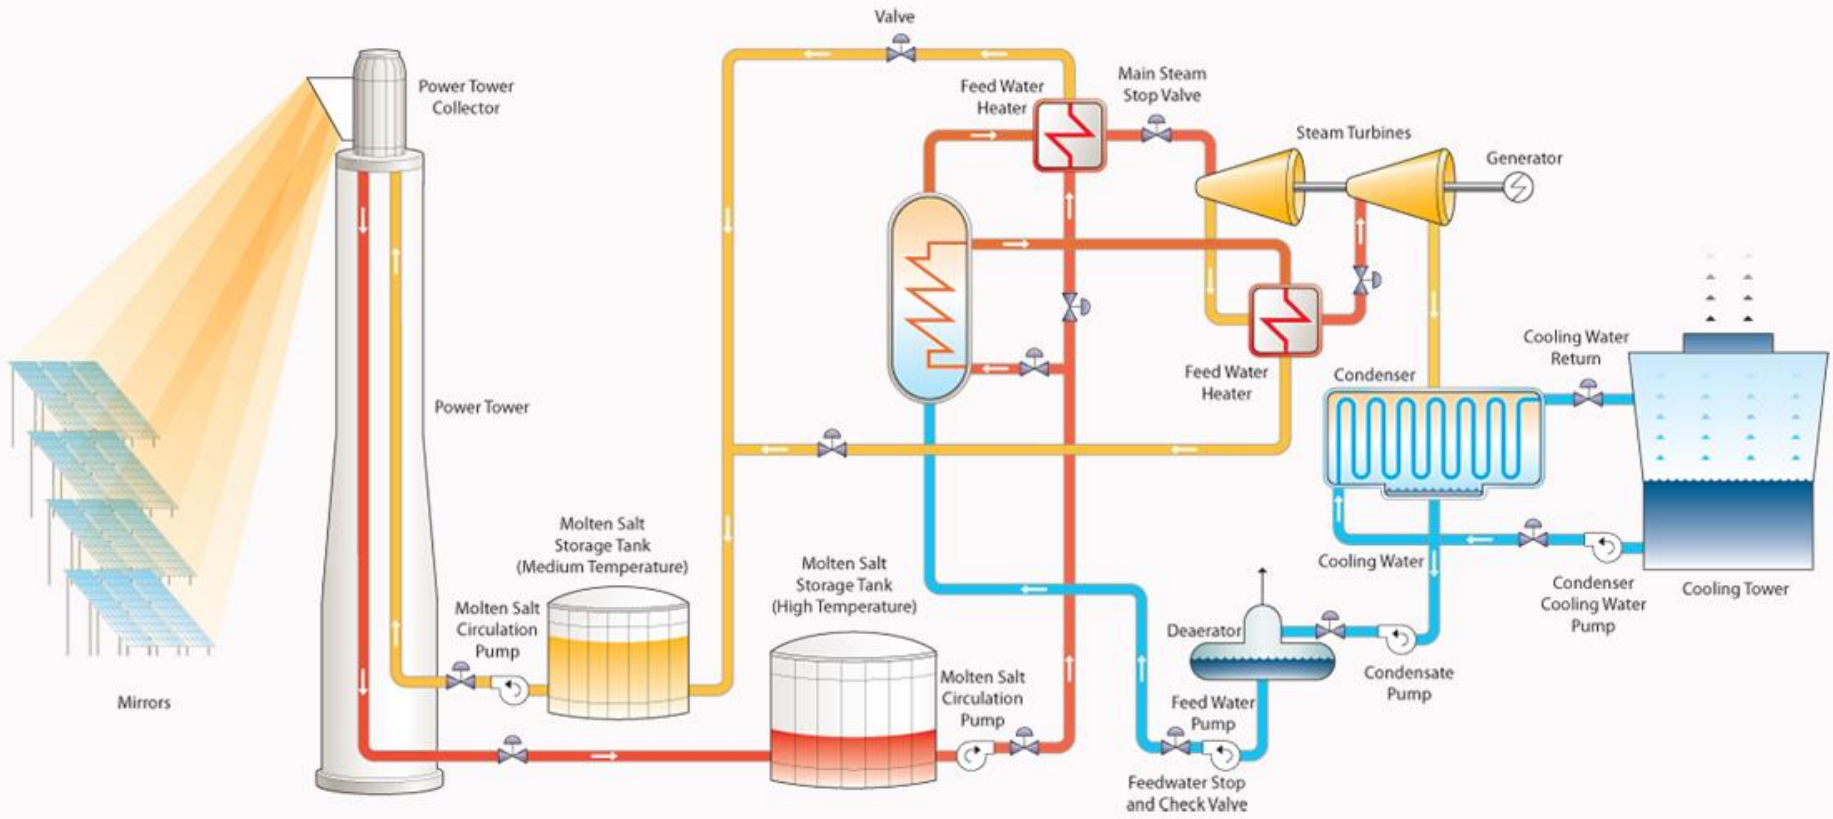 Valve
Power Tower
Collector
Feed Water
Heater
Main Steam
Stop Valve
Steam Turbines
Generator
Power Tower
Feed Water
Heater
Condenser
Cooling Water
Return
Molten Salt
Storage Tank
(Medium Temperature)
Molten Salt
Storage Tank
(High Temperature)
Cooling Water
Condenser
Cooling Water
Pump
Cooling Tower
Molten Salt
Circulation
Pump
Deaerator
Condensate
Pump
Mirrors
Molten Salt
Circulation
Pump
Feed Water
Pump
Feedwater Stop
and Check Valve